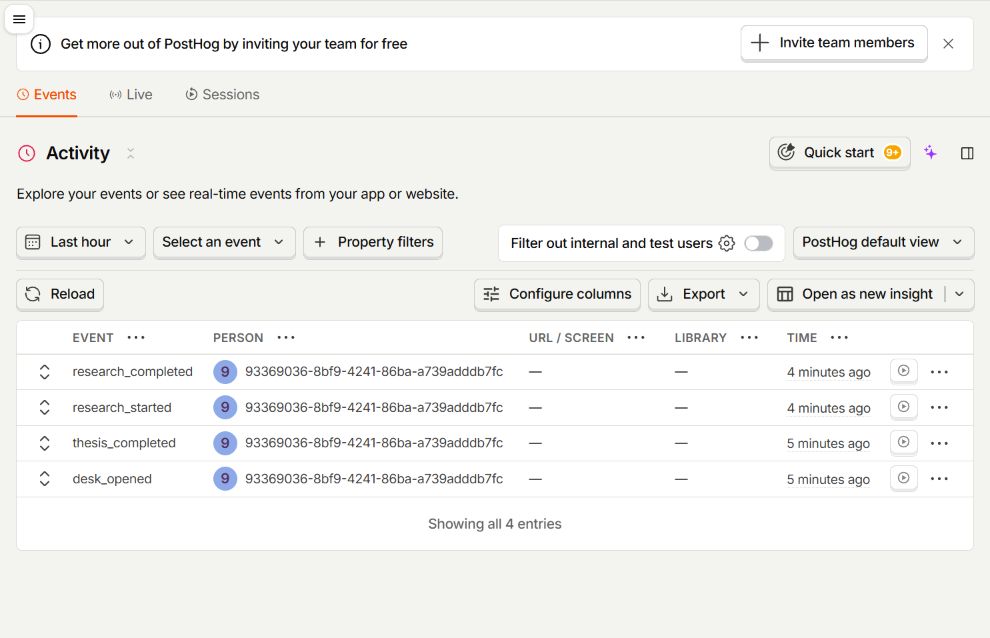 Get more out of PostHog by inviting your team for free
Invite team members
Events Live Sessions
Activity
Quick start 9+
Explore your events or see real-time events from your app or website.
Last hour Select an event Property filters Filter out internal and test users PostHog default view
Reload Configure columns Export Open as new insight
EVENT PERSON URL / SCREEN LIBRARY TIME
research_completed 9 93369036-8bf9-4241-86ba-a739adddb7fc — — 4 minutes ago
research_started 9 93369036-8bf9-4241-86ba-a739adddb7fc — — 4 minutes ago
thesis_completed 9 93369036-8bf9-4241-86ba-a739adddb7fc — — 5 minutes ago
desk_opened 9 93369036-8bf9-4241-86ba-a739adddb7fc — — 5 minutes ago
Showing all 4 entries